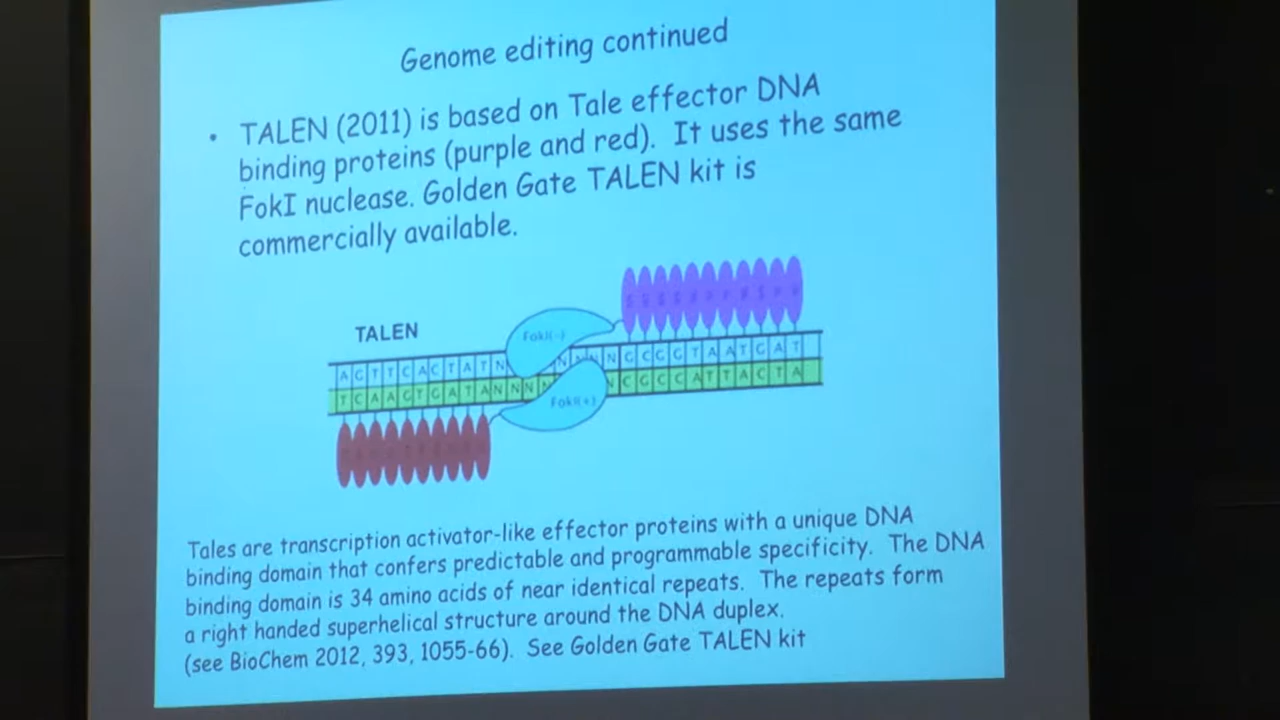 Genome editing continued
• TALEN (2011) is based on Tale effector DNA
binding proteins (purple and red). It uses the same
FokI nuclease. Golden Gate TALEN kit is
commercially available.
TALEN
FokI(-)
A G T T C A C T A T N N G C G G T A A T G A T
T C A A G T G A T A N N N N C G C C A T T A C T A
FokI(+)
Tales are transcription activator-like effector proteins with a unique DNA
binding domain that confers predictable and programmable specificity. The DNA
binding domain is 34 amino acids of near identical repeats. The repeats form
a right handed superhelical structure around the DNA duplex.
(see BioChem 2012, 393, 1055-66). See Golden Gate TALEN kit